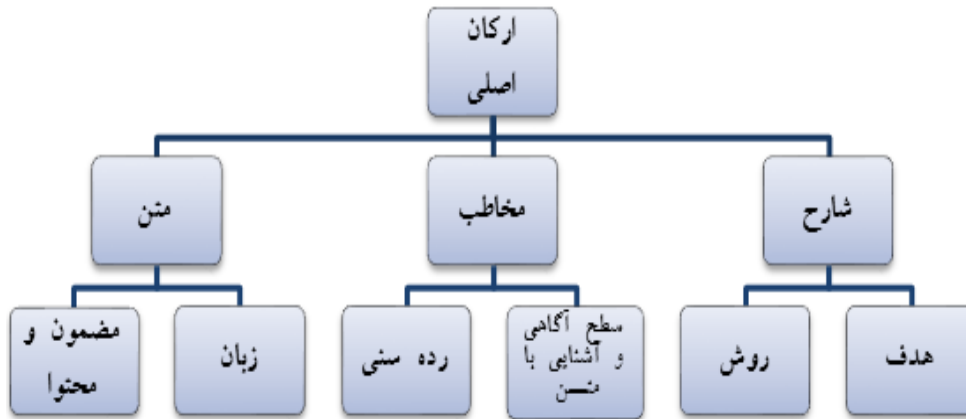 ارکان
اصلی
شارح
مخاطب
متن
هدف
روش
سطح آگاهی
و آشنایی با
متن
رده سنی
زبان
مضمون و
محتوا